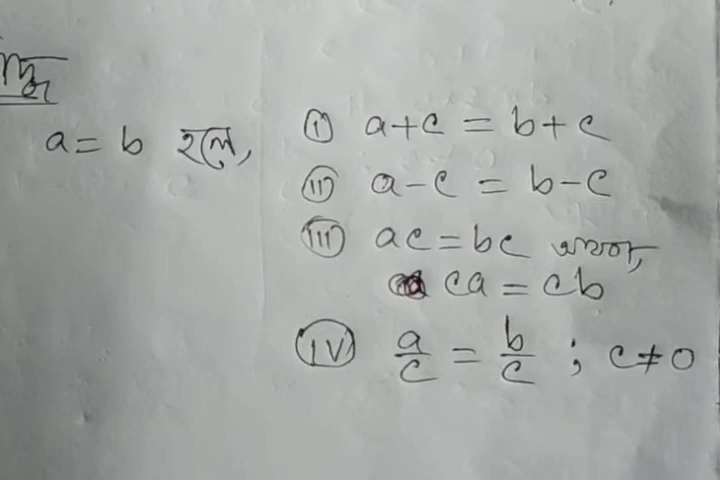 a = b হলে,
(i) a+c = b+c
(ii) a-c = b-c
(iii) ac = bc অথবা,
ca = cb
(iv) a/c = b/c ; c≠0